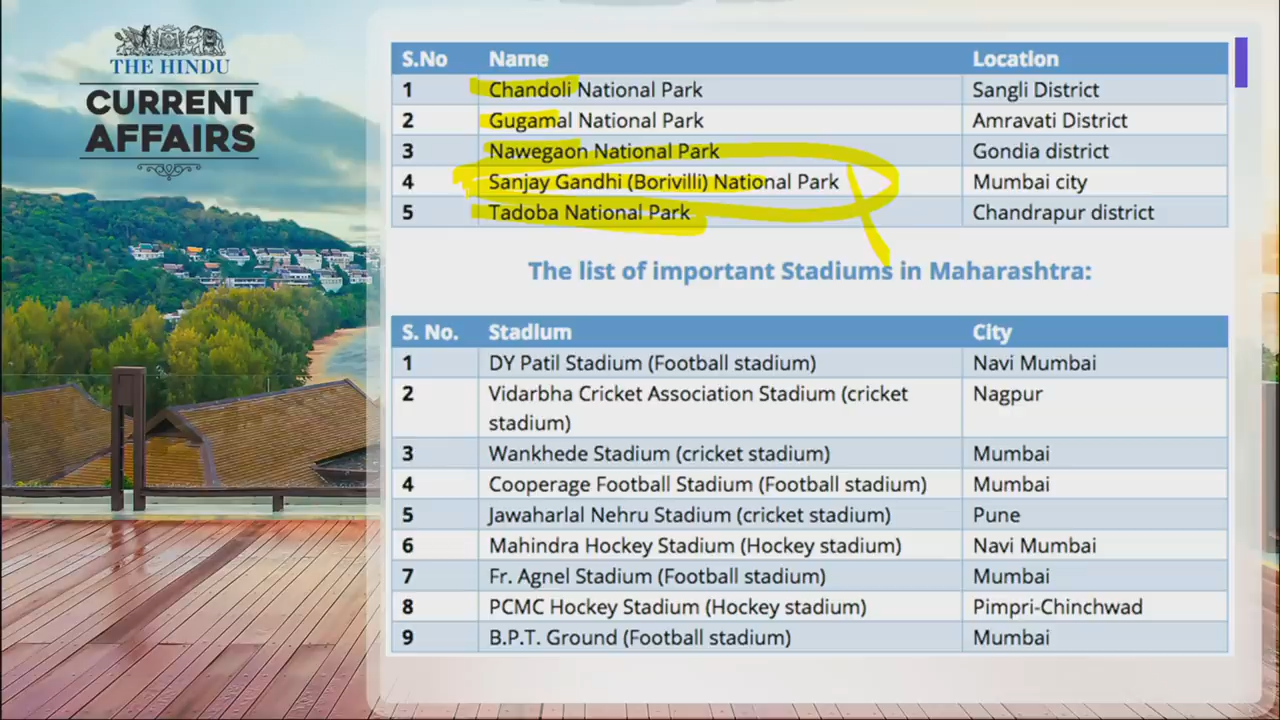 THE HINDU
CURRENT
AFFAIRS
S.No Name Location
1 Chandoli National Park Sangli District
2 Gugamal National Park Amravati District
3 Nawegaon National Park Gondia district
4 Sanjay Gandhi (Borivilli) National Park Mumbai city
5 Tadoba National Park Chandrapur district
The list of important Stadiums in Maharashtra:
S. No. Stadium City
1 DY Patil Stadium (Football stadium) Navi Mumbai
2 Vidarbha Cricket Association Stadium (cricket Nagpur
stadium)
3 Wankhede Stadium (cricket stadium) Mumbai
4 Cooperage Football Stadium (Football stadium) Mumbai
5 Jawaharlal Nehru Stadium (cricket stadium) Pune
6 Mahindra Hockey Stadium (Hockey stadium) Navi Mumbai
7 Fr. Agnel Stadium (Football stadium) Mumbai
8 PCMC Hockey Stadium (Hockey stadium) Pimpri-Chinchwad
9 B.P.T. Ground (Football stadium) Mumbai